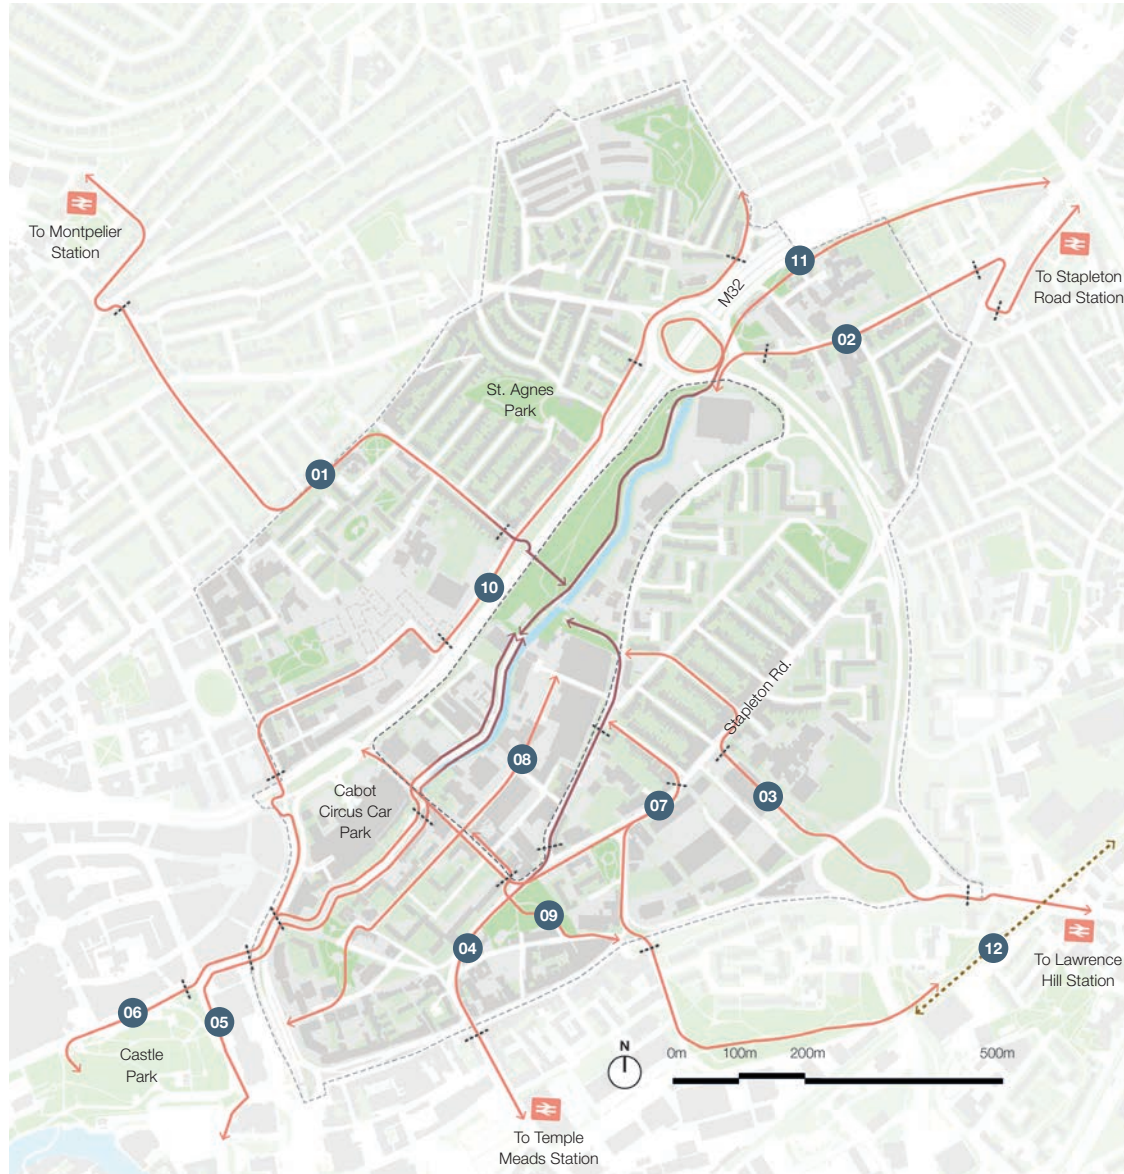 To Montpelier
Station
11
M32
To Stapleton
Road Station
02
St. Agnes
Park
01
10
Stapleton Rd.
08
Cabot
Circus Car
Park
03
07
09
04
12
To Lawrence
Hill Station
06
05
Castle
Park
N
0m
100m
200m
500m
To Temple
Meads Station